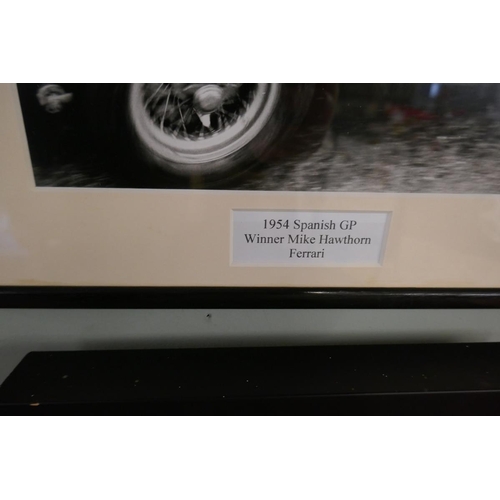 1954 Spanish GP
Winner Mike Hawthorn
Ferrari